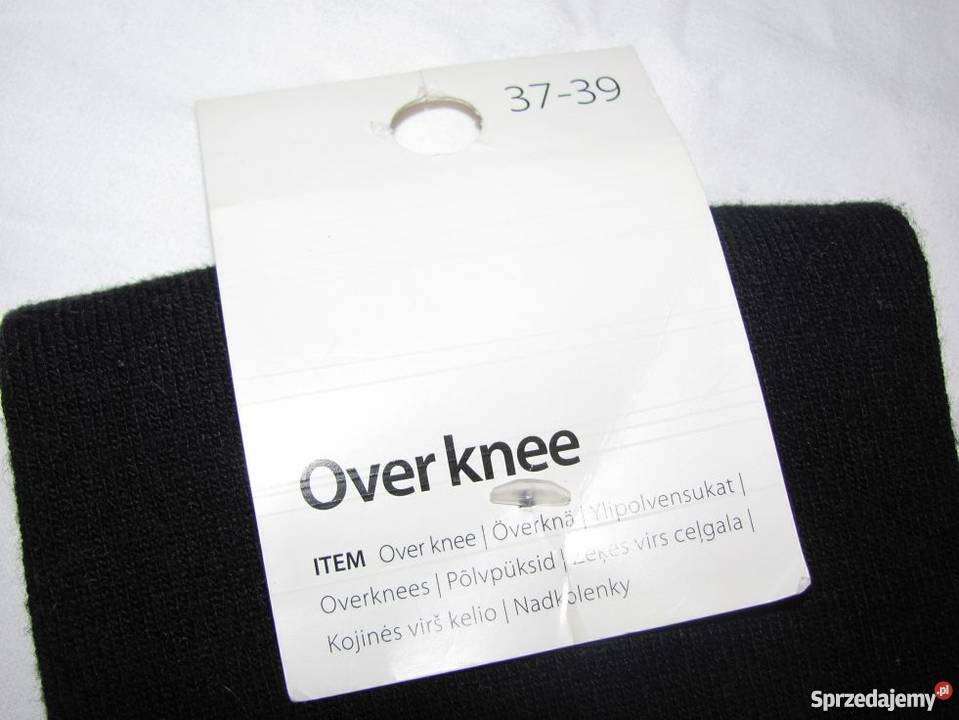 37-39
Over knee
ITEM Over knee | Överknä | Ylipolvensukat |
Overknees | Põlvpüksid | Zeķes virs ceļgala |
Kojinės virš kelio | Nadkolenky
Sprzedajemy.pl